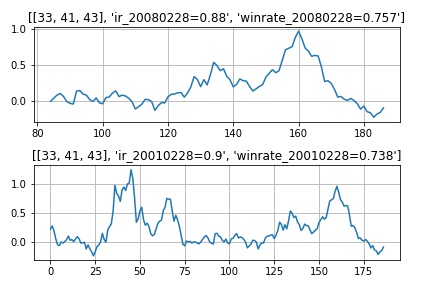 [[33, 41, 43], 'ir_20080228=0.88', 'winrate_20080228=0.757']
1.0
0.5
0.0
80 100 120 140 160 180
[[33, 41, 43], 'ir_20010228=0.9', 'winrate_20010228=0.738']
1.0
0.5
0.0
0 25 50 75 100 125 150 175